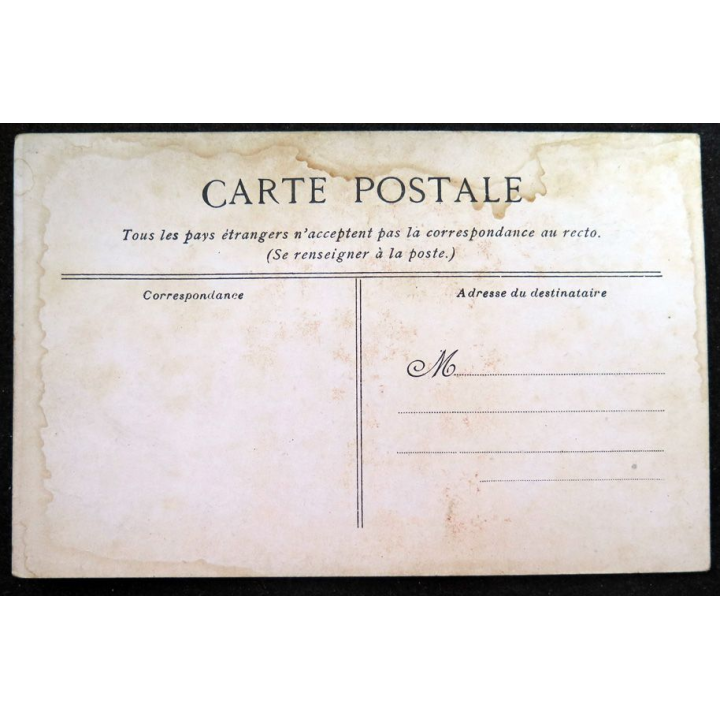 CARTE POSTALE
Tous les pays étrangers n'acceptent pas la correspondance au recto.
(Se renseigner à la poste.)
Correspondance
Adresse du destinataire
M